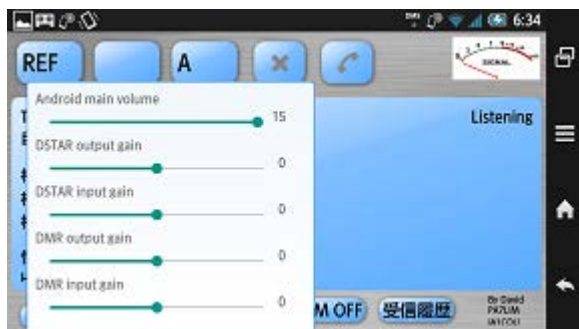 6:34
REF
A
SIGNAL
Android main volume
15
Listening
DSTAR output gain
0
DSTAR input gain
0
DMR output gain
0
DMR input gain
0
M OFF
受信履歴
By David
PA7LIM